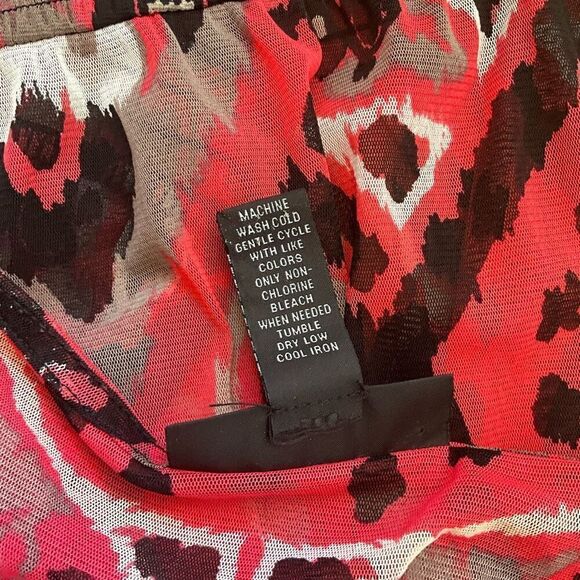 MACHINE
WASH COLD
GENTLE CYCLE
WITH LIKE
COLORS
ONLY NON-
CHLORINE
BLEACH
WHEN NEEDED
TUMBLE
DRY LOW
COOL IRON